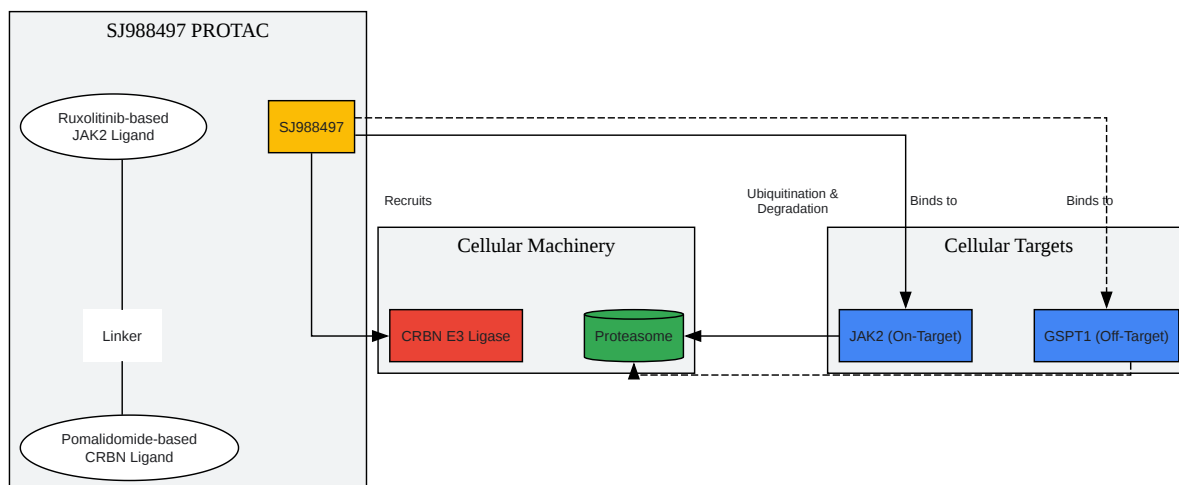 SJ988497 PROTAC
Ruxolitinib-based
JAK2 Ligand
SJ988497
Linker
Pomalidomide-based
CRBN Ligand
Recruits
Cellular Machinery
CRBN E3 Ligase
Proteasome
Ubiquitination &
Degradation
Binds to
Binds to
Cellular Targets
JAK2 (On-Target)
GSPT1 (Off-Target)